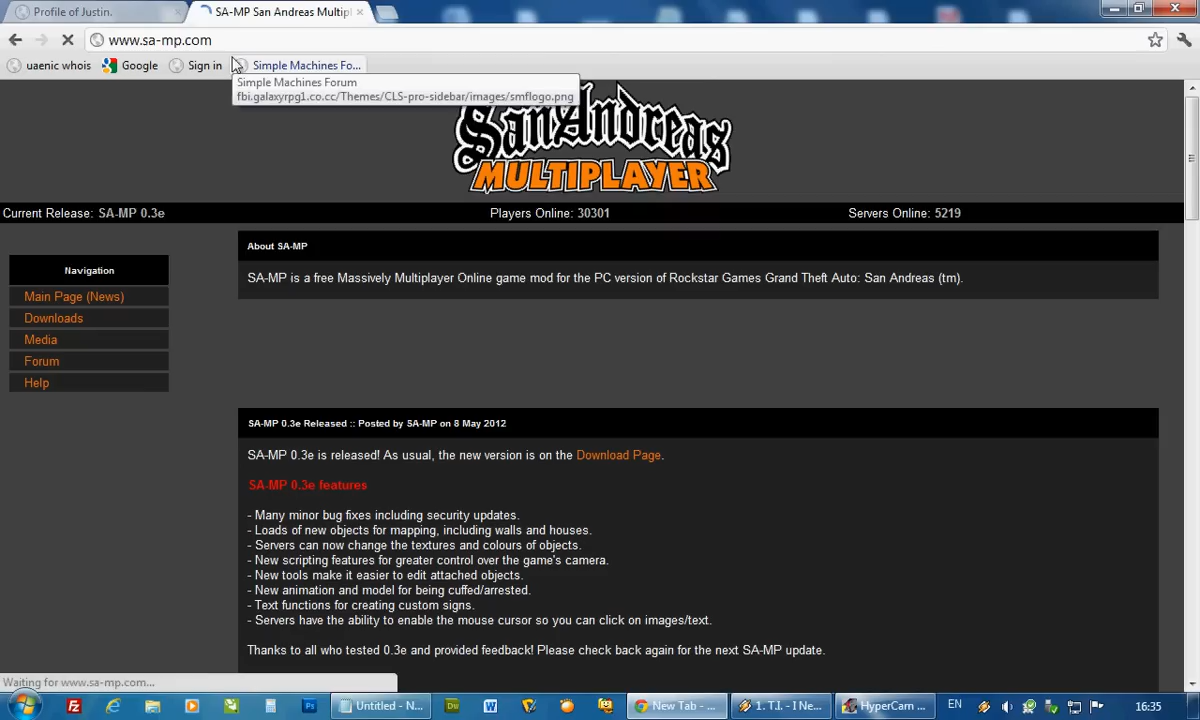 Profile of Justin.
SA-MP San Andreas Multipl
www.sa-mp.com
uaenic whois
Google
Sign in
Simple Machines Fo...
Simple Machines Forum
fbi.galaxyrpg1.co.cc/Themes/CLS-pro-sidebar/images/smflogo.png
San Andreas
MULTIPLAYER
Current Release: SA-MP 0.3e
Players Online: 30301
Servers Online: 5219
Navigation
Main Page (News)
Downloads
Media
Forum
Help
About SA-MP
SA-MP is a free Massively Multiplayer Online game mod for the PC version of Rockstar Games Grand Theft Auto: San Andreas (tm).
SA-MP 0.3e Released :: Posted by SA-MP on 8 May 2012
SA-MP 0.3e is released! As usual, the new version is on the Download Page.
SA-MP 0.3e features
- Many minor bug fixes including security updates.
- Loads of new objects for mapping, including walls and houses.
- Servers can now change the textures and colours of objects.
- New scripting features for greater control over the game's camera.
- New tools make it easier to edit attached objects.
- New animation and model for being cuffed/arrested.
- Text functions for creating custom signs.
- Servers have the ability to enable the mouse cursor so you can click on images/text.
Thanks to all who tested 0.3e and provided feedback! Please check back again for the next SA-MP update.
Waiting for www.sa-mp.com...
Fz
Ps
Untitled - N...
Dw
W
New Tab - ...
1. T.I. - I Ne...
HyperCam ...
EN
16:35